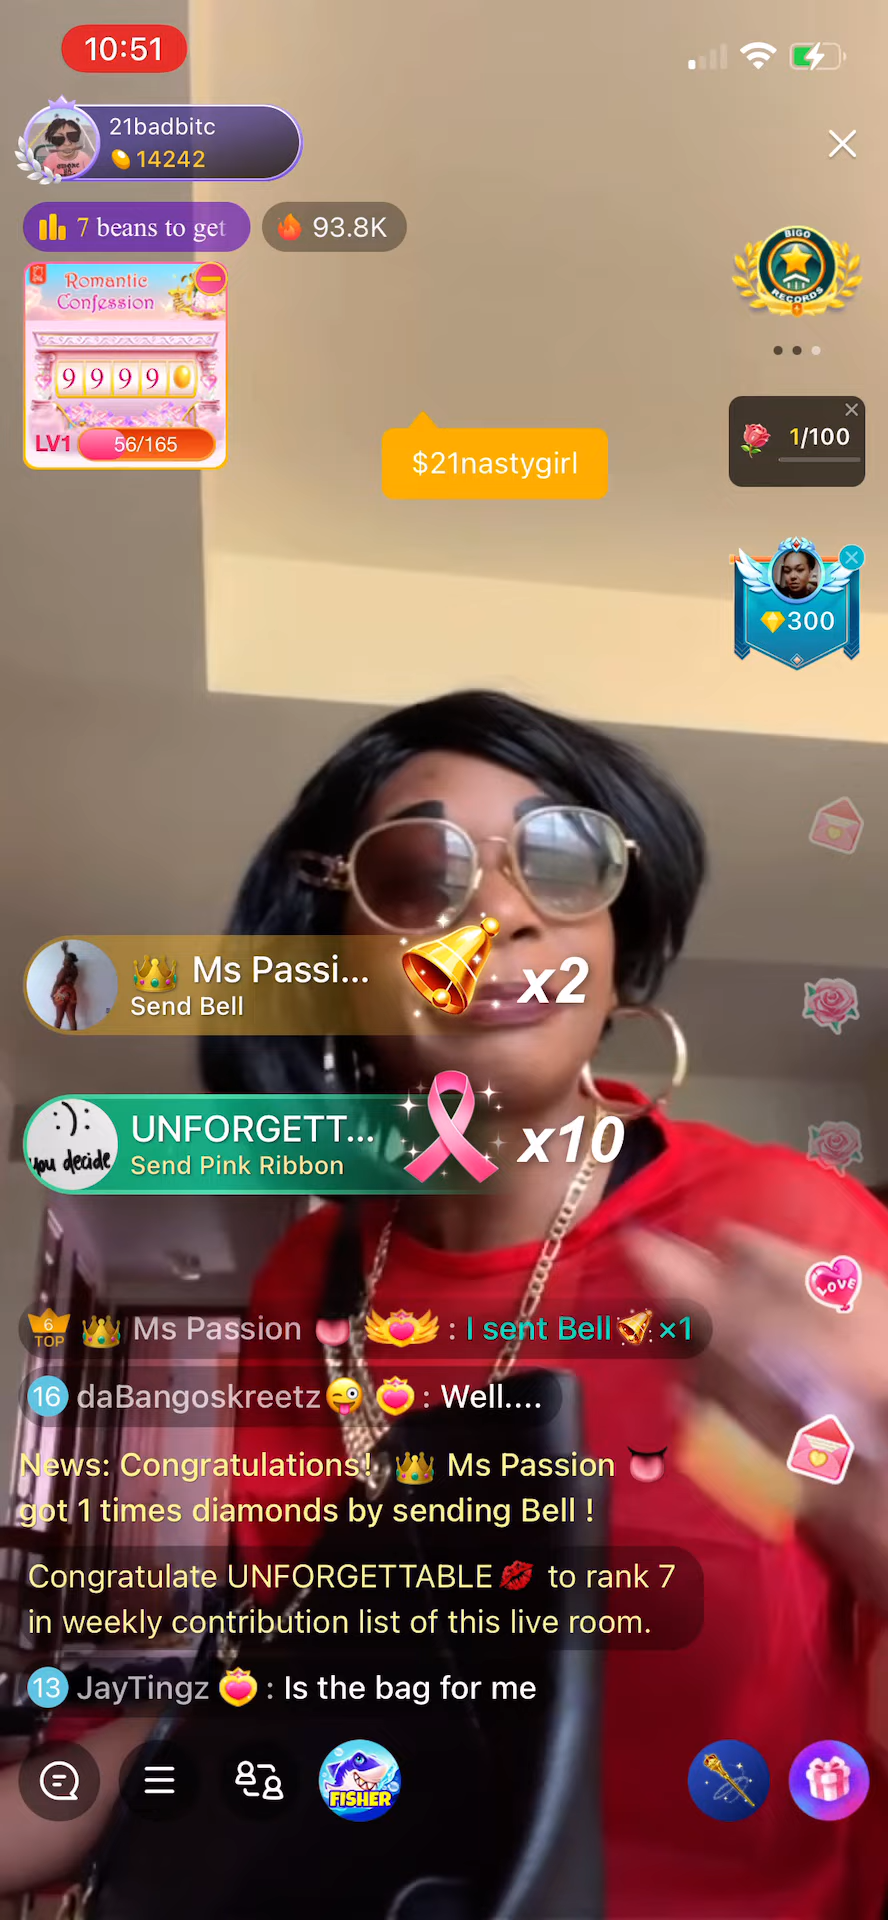 10:51
21badbitc
14242
7 beans to get
93.8K
BIGO
RECORDS
Romantic
Confession
9 9 9 9
LV1 56/165
1/100
$21nastygirl
300
Ms Passi...
Send Bell
x2
:):
You decide
UNFORGETT...
Send Pink Ribbon
x10
LOVE
6
TOP
Ms Passion : I sent Bell ×1
16 daBangoskreetz : Well....
News: Congratulations! Ms Passion
got 1 times diamonds by sending Bell !
Congratulate UNFORGETTABLE to rank 7
in weekly contribution list of this live room.
13 JayTingz : Is the bag for me
FISHER